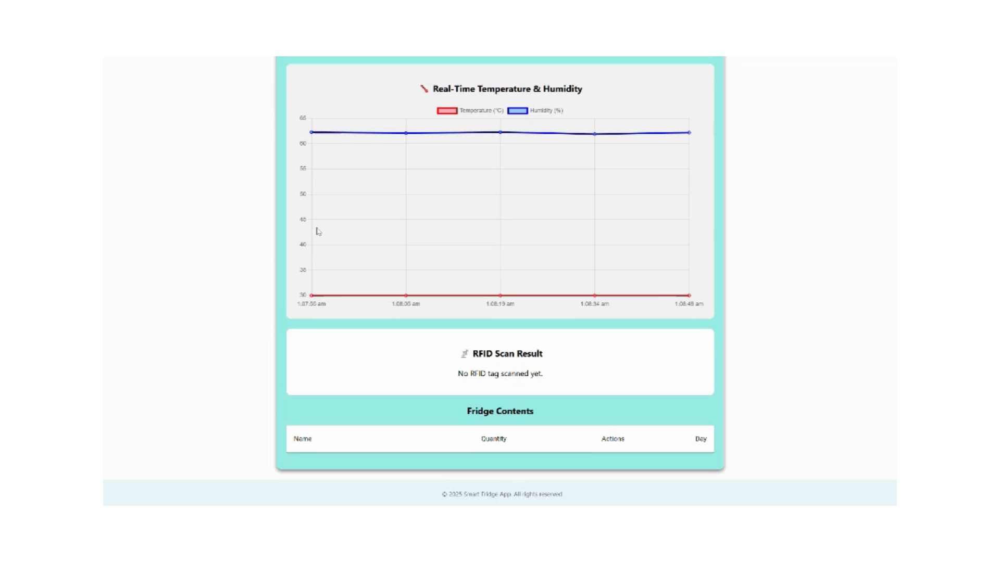 Real-Time Temperature & Humidity
Temperature (°C) Humidity (%)
65
60
55
50
45
40
35
30
1:07:55 am 1:08:05 am 1:08:19 am 1:08:34 am 1:08:49 am
RFID Scan Result
No RFID tag scanned yet.
Fridge Contents
Name Quantity Actions Day
© 2025 Smart Fridge App. All rights reserved.